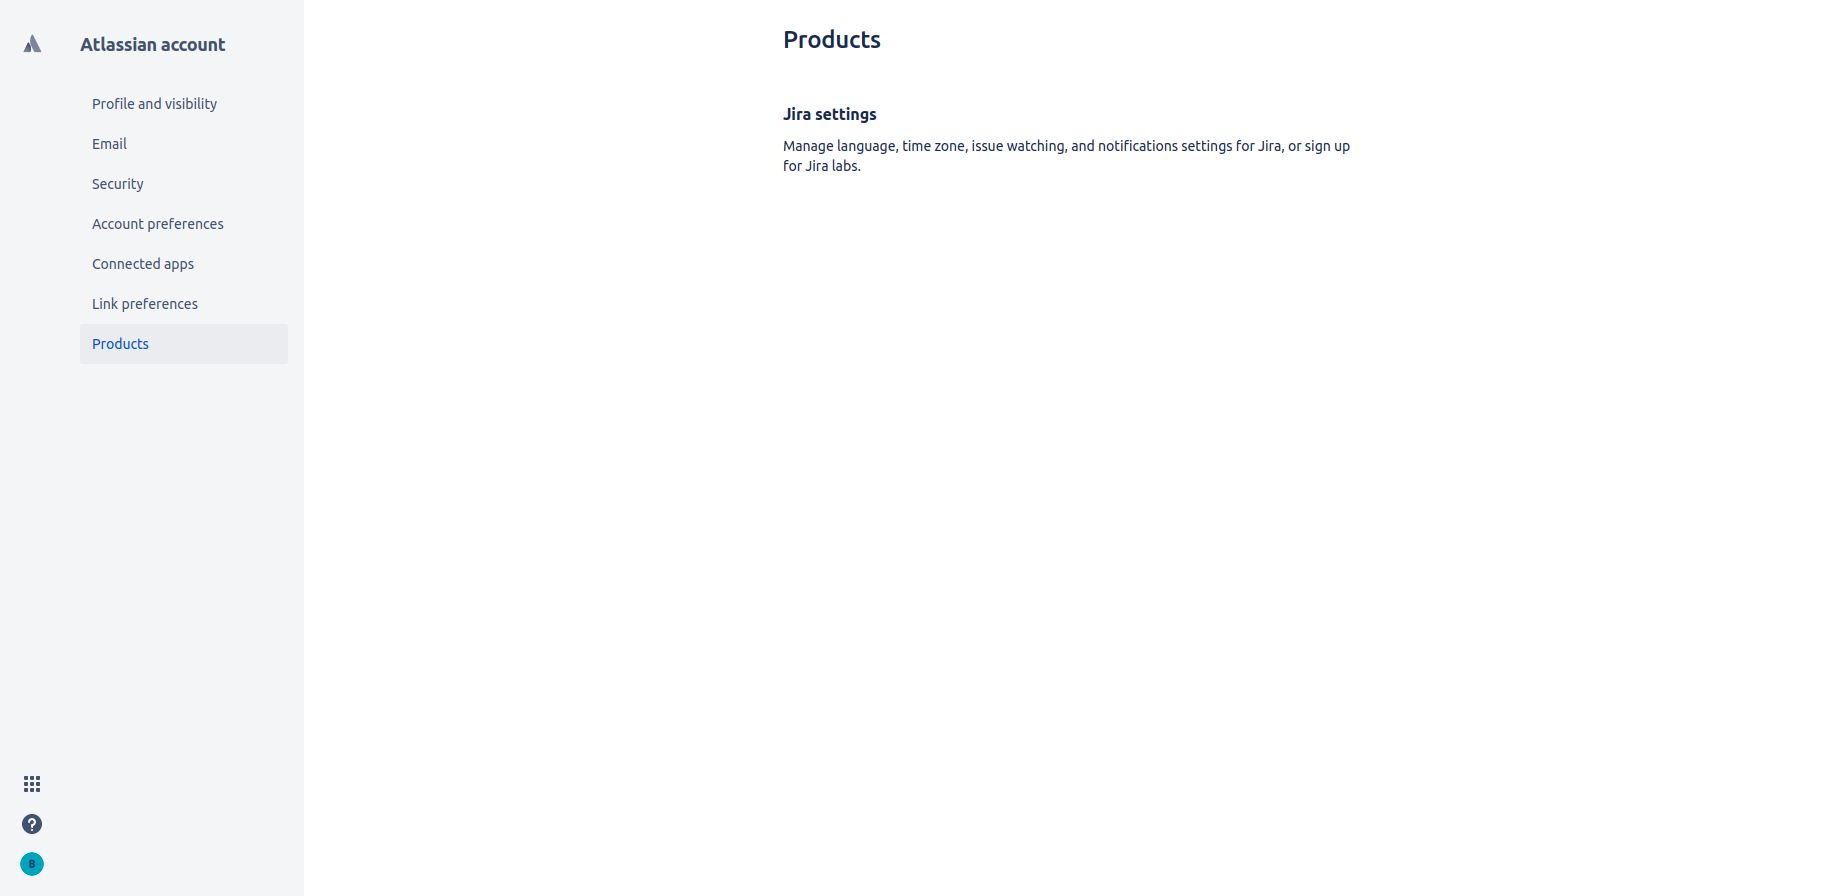 Atlassian account
Profile and visibility
Email
Security
Account preferences
Connected apps
Link preferences
Products
?
B
Products
Jira settings
Manage language, time zone, issue watching, and notifications settings for Jira, or sign up
for Jira labs.